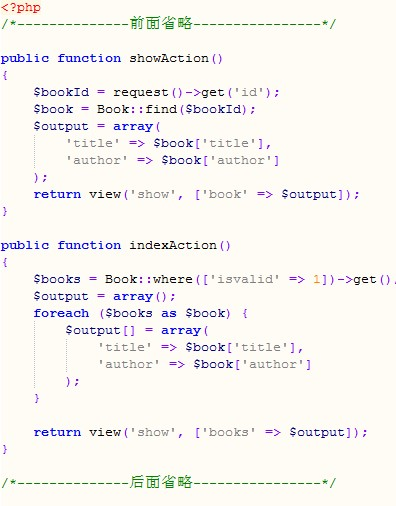 <?php
/*--------------前面省略----------------*/
public function showAction()
{
$bookId = request()->get('id');
$book = Book::find($bookId);
$output = array(
'title' => $book['title'],
'author' => $book['author']
);
return view('show', ['book' => $output]);
}
public function indexAction()
{
$books = Book::where(['isvalid' => 1])->get()
$output = array();
foreach ($books as $book) {
$output[] = array(
'title' => $book['title'],
'author' => $book['author']
);
}
return view('show', ['books' => $output]);
}
/*--------------后面省略----------------*/